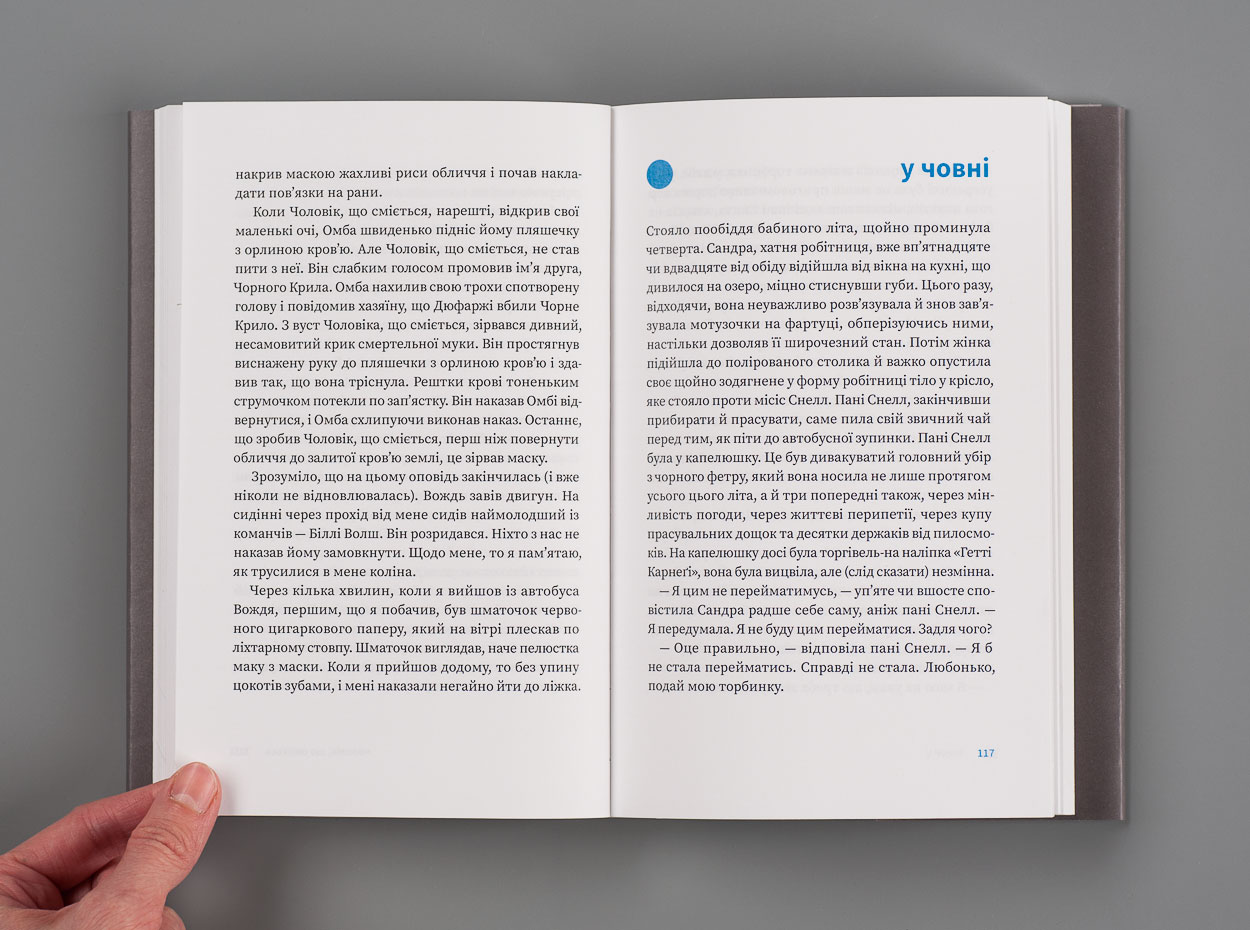 накрив маскою жахливі риси обличчя і почав накла-
дати пов’язки на рани.
Коли Чоловік, що сміється, нарешті, відкрив свої
маленькі очі, Омба швиденько підніс йому пляшечку
з орлиною кров’ю. Але Чоловік, що сміється, не став
пити з неї. Він слабким голосом промовив ім’я друга,
Чорного Крила. Омба нахилив свою трохи спотворену
голову і повідомив хазяїну, що Дюфаржі вбили Чорне
Крило. З вуст Чоловіка, що сміється, зірвався дивний,
несамовитий крик смертельної муки. Він простягнув
виснажену руку до пляшечки з орлиною кров’ю і зда-
вив так, що вона тріснула. Рештки крові тоненьким
струмочком потекли по зап’ястку. Він наказав Омбі від-
вернутися, і Омба схлипуючи виконав наказ. Останнє,
що зробив Чоловік, що сміється, перш ніж повернути
обличчя до залитої кров’ю землі, це зірвав маску.
Зрозуміло, що на цьому оповідь закінчилась (і вже
ніколи не відновлювалась). Вождь завів двигун. На
сидінні через прохід від мене сидів наймолодший із
команчів — Біллі Волш. Він розридався. Ніхто з нас не
наказав йому замовкнути. Щодо мене, то я пам’ятаю,
як трусилися в мене коліна.
Через кілька хвилин, коли я вийшов із автобуса
Вождя, першим, що я побачив, був шматочок черво-
ного цигаркового паперу, який на вітрі плескав по
ліхтарному стовпу. Шматочок виглядав, наче пелюстка
маку з маски. Коли я прийшов додому, то без упину
цокотів зубами, і мені наказали негайно йти до ліжка.
у човні
Стояло пообіддя бабиного літа, щойно проминула
четверта. Сандра, хатня робітниця, вже вп’ятнадцяте
чи вдвадцяте від обіду відійшла від вікна на кухні, що
дивилося на озеро, міцно стиснувши губи. Цього разу,
відходячи, вона неуважливо розв’язувала й знов зав’я-
зувала мотузочки на фартусі, обперізуючись ними,
настільки дозволяв її широчезний стан. Потім жінка
підійшла до полірованого столика й важко опустила
своє щойно зодягнене у форму робітниці тіло у крісло,
яке стояло проти місіс Снелл. Пані Снелл, закінчивши
прибирати й прасувати, саме пила свій звичний чай
перед тим, як піти до автобусної зупинки. Пані Снелл
була у капелюшку. Це був дивакуватий головний убір
з чорного фетру, який вона носила не лише протягом
усього цього літа, а й три попередні також, через мін-
ливість погоди, через життєві перипетії, через купу
прасувальних дощок та десятки держаків від пилосмо-
ків. На капелюшку досі була торгівель-на наліпка «Гетті
Карнеґі», вона була вицвіла, але (слід сказати) незмінна.
— Я цим не перейматимусь, — уп’яте чи вшосте спо-
вістила Сандра радше себе саму, аніж пані Снелл. —
Я передумала. Я не буду цим перейматися. Задля чого?
— Оце правильно, — відповіла пані Снелл. — Я б
не стала перейматись. Справді не стала. Любонько,
подай мою торбинку.
117